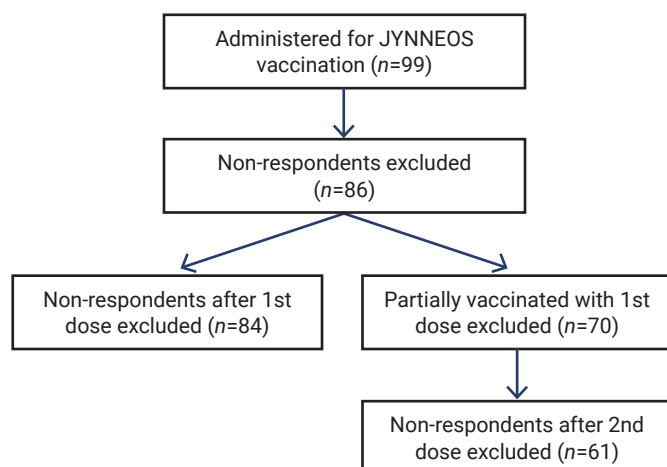 Administered for JYNNEOS
vaccination (n=99)
Non-respondents excluded
(n=86)
Non-respondents after 1st
dose excluded (n=84)
Partially vaccinated with 1st
dose excluded (n=70)
Non-respondents after 2nd
dose excluded (n=61)